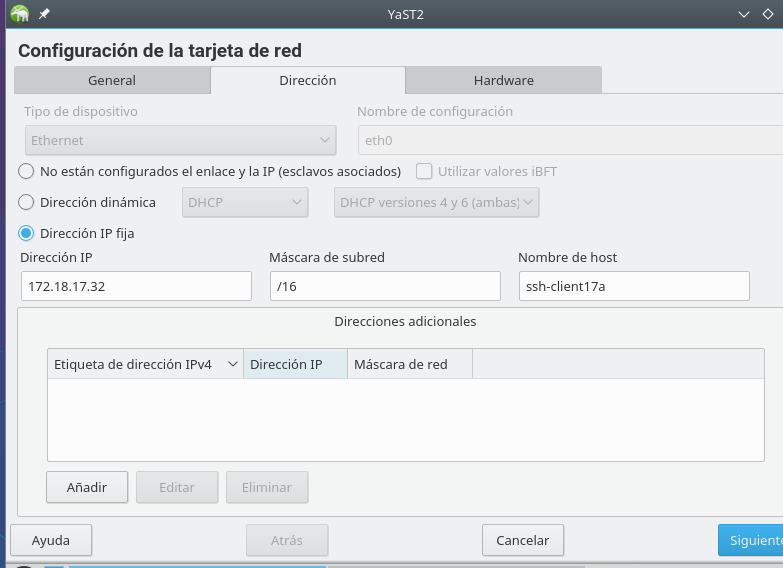 YaST2
Configuración de la tarjeta de red
General Dirección Hardware
Tipo de dispositivo Nombre de configuración
Ethernet eth0
No están configurados el enlace y la IP (esclavos asociados) Utilizar valores iBFT
Dirección dinámica DHCP DHCP versiones 4 y 6 (ambas)
Dirección IP fija
Dirección IP Máscara de subred Nombre de host
172.18.17.32 /16 ssh-client17a
Direcciones adicionales
Etiqueta de dirección IPv4 Dirección IP Máscara de red
Añadir Editar Eliminar
Ayuda Atrás Cancelar Siguiente